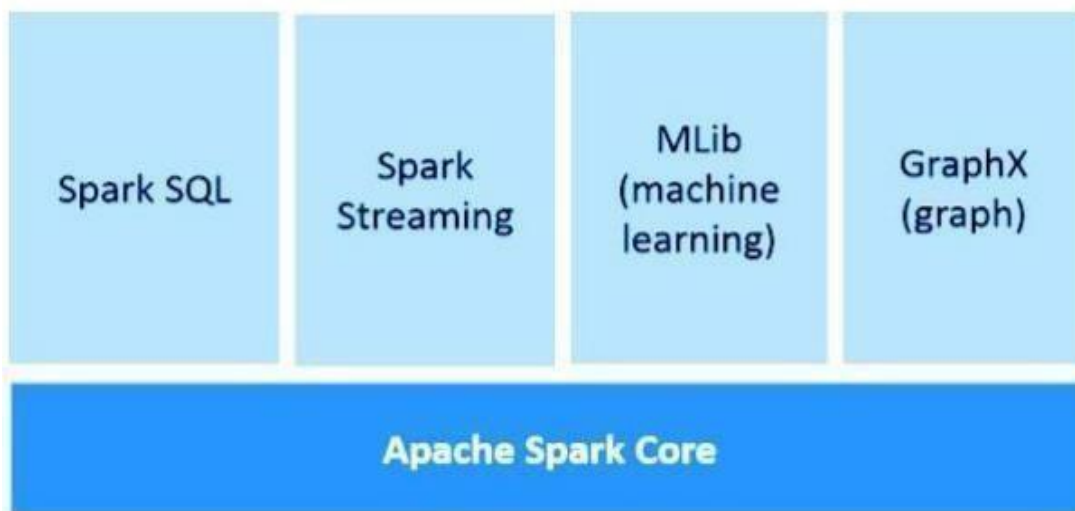 Spark SQL
Spark
Streaming
MLib
(machine
learning)
GraphX
(graph)
Apache Spark Core